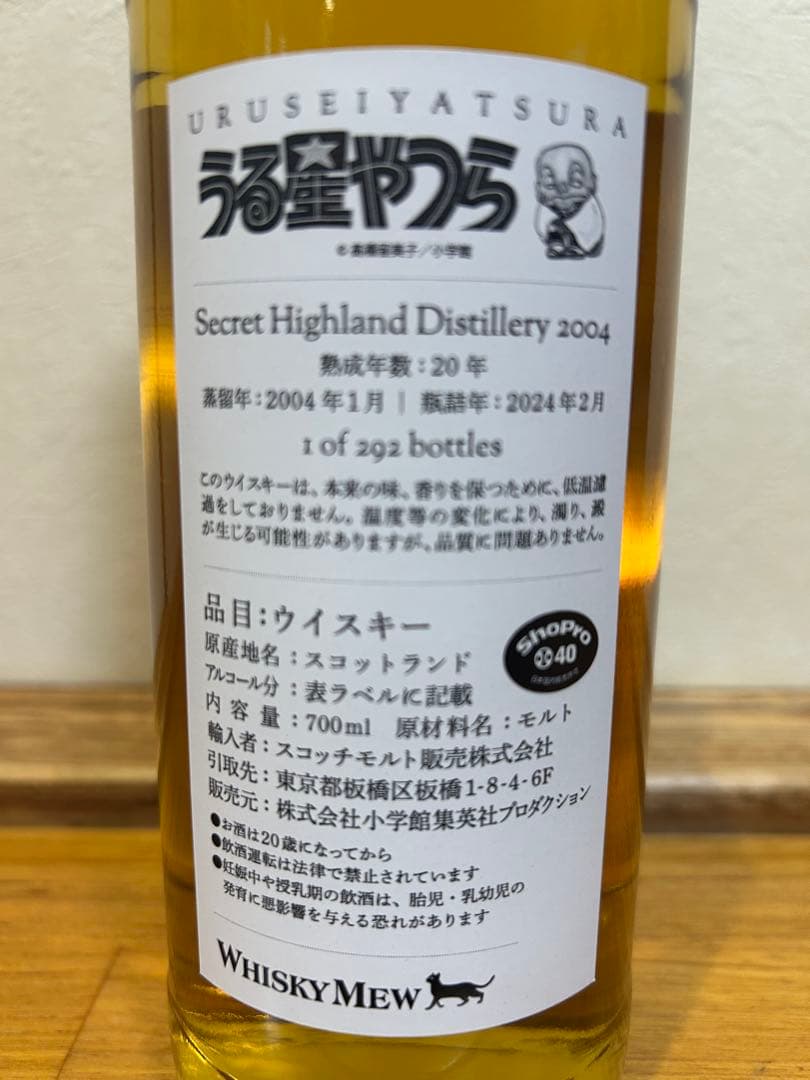 URUSEIYATSURA
うる星やつら
© 高橋留美子／小学館
Secret Highland Distillery 2004
熟成年数：20 年
蒸留年：2004 年 1 月 | 瓶詰年：2024 年 2 月
1 of 292 bottles
このウイスキーは、本来の味、香りを保つために、低温濾
過をしておりません。温度等の変化により、濁り、澱
が生じる可能性がありますが、品質に問題ありません。
品目：ウイスキー
原産地名：スコットランド
アルコール分：表ラベルに記載
内容量：700ml 原材料名：モルト
輸入者：スコッチモルト販売株式会社
引取先：東京都板橋区板橋1-8-4-6F
販売元：株式会社小学館集英社プロダクション
ShoPro
40
●お酒は20歳になってから
●飲酒運転は法律で禁止されています
●妊娠中や授乳期の飲酒は、胎児・乳幼児の
発育に悪影響を与える恐れがあります
WHISKY MEW